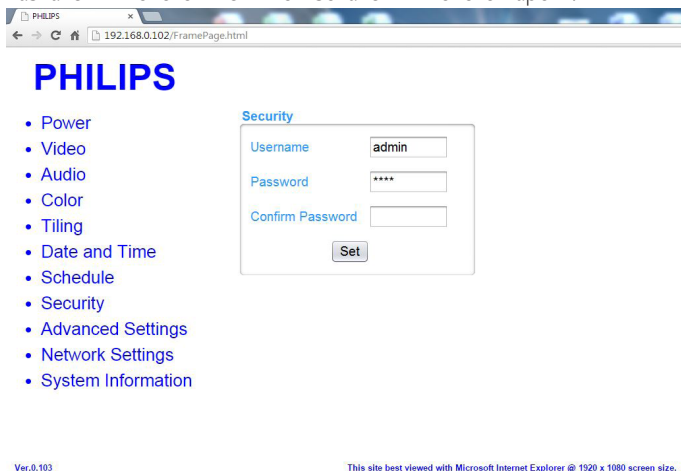 PHILIPS
192.168.0.102/FramePage.html
PHILIPS
Power
Video
Audio
Color
Tiling
Date and Time
Schedule
Security
Advanced Settings
Network Settings
System Information
Security
Username admin
Password ****
Confirm Password
Set
Ver.0.103
This site best viewed with Microsoft Internet Explorer @ 1920 x 1080 screen size.